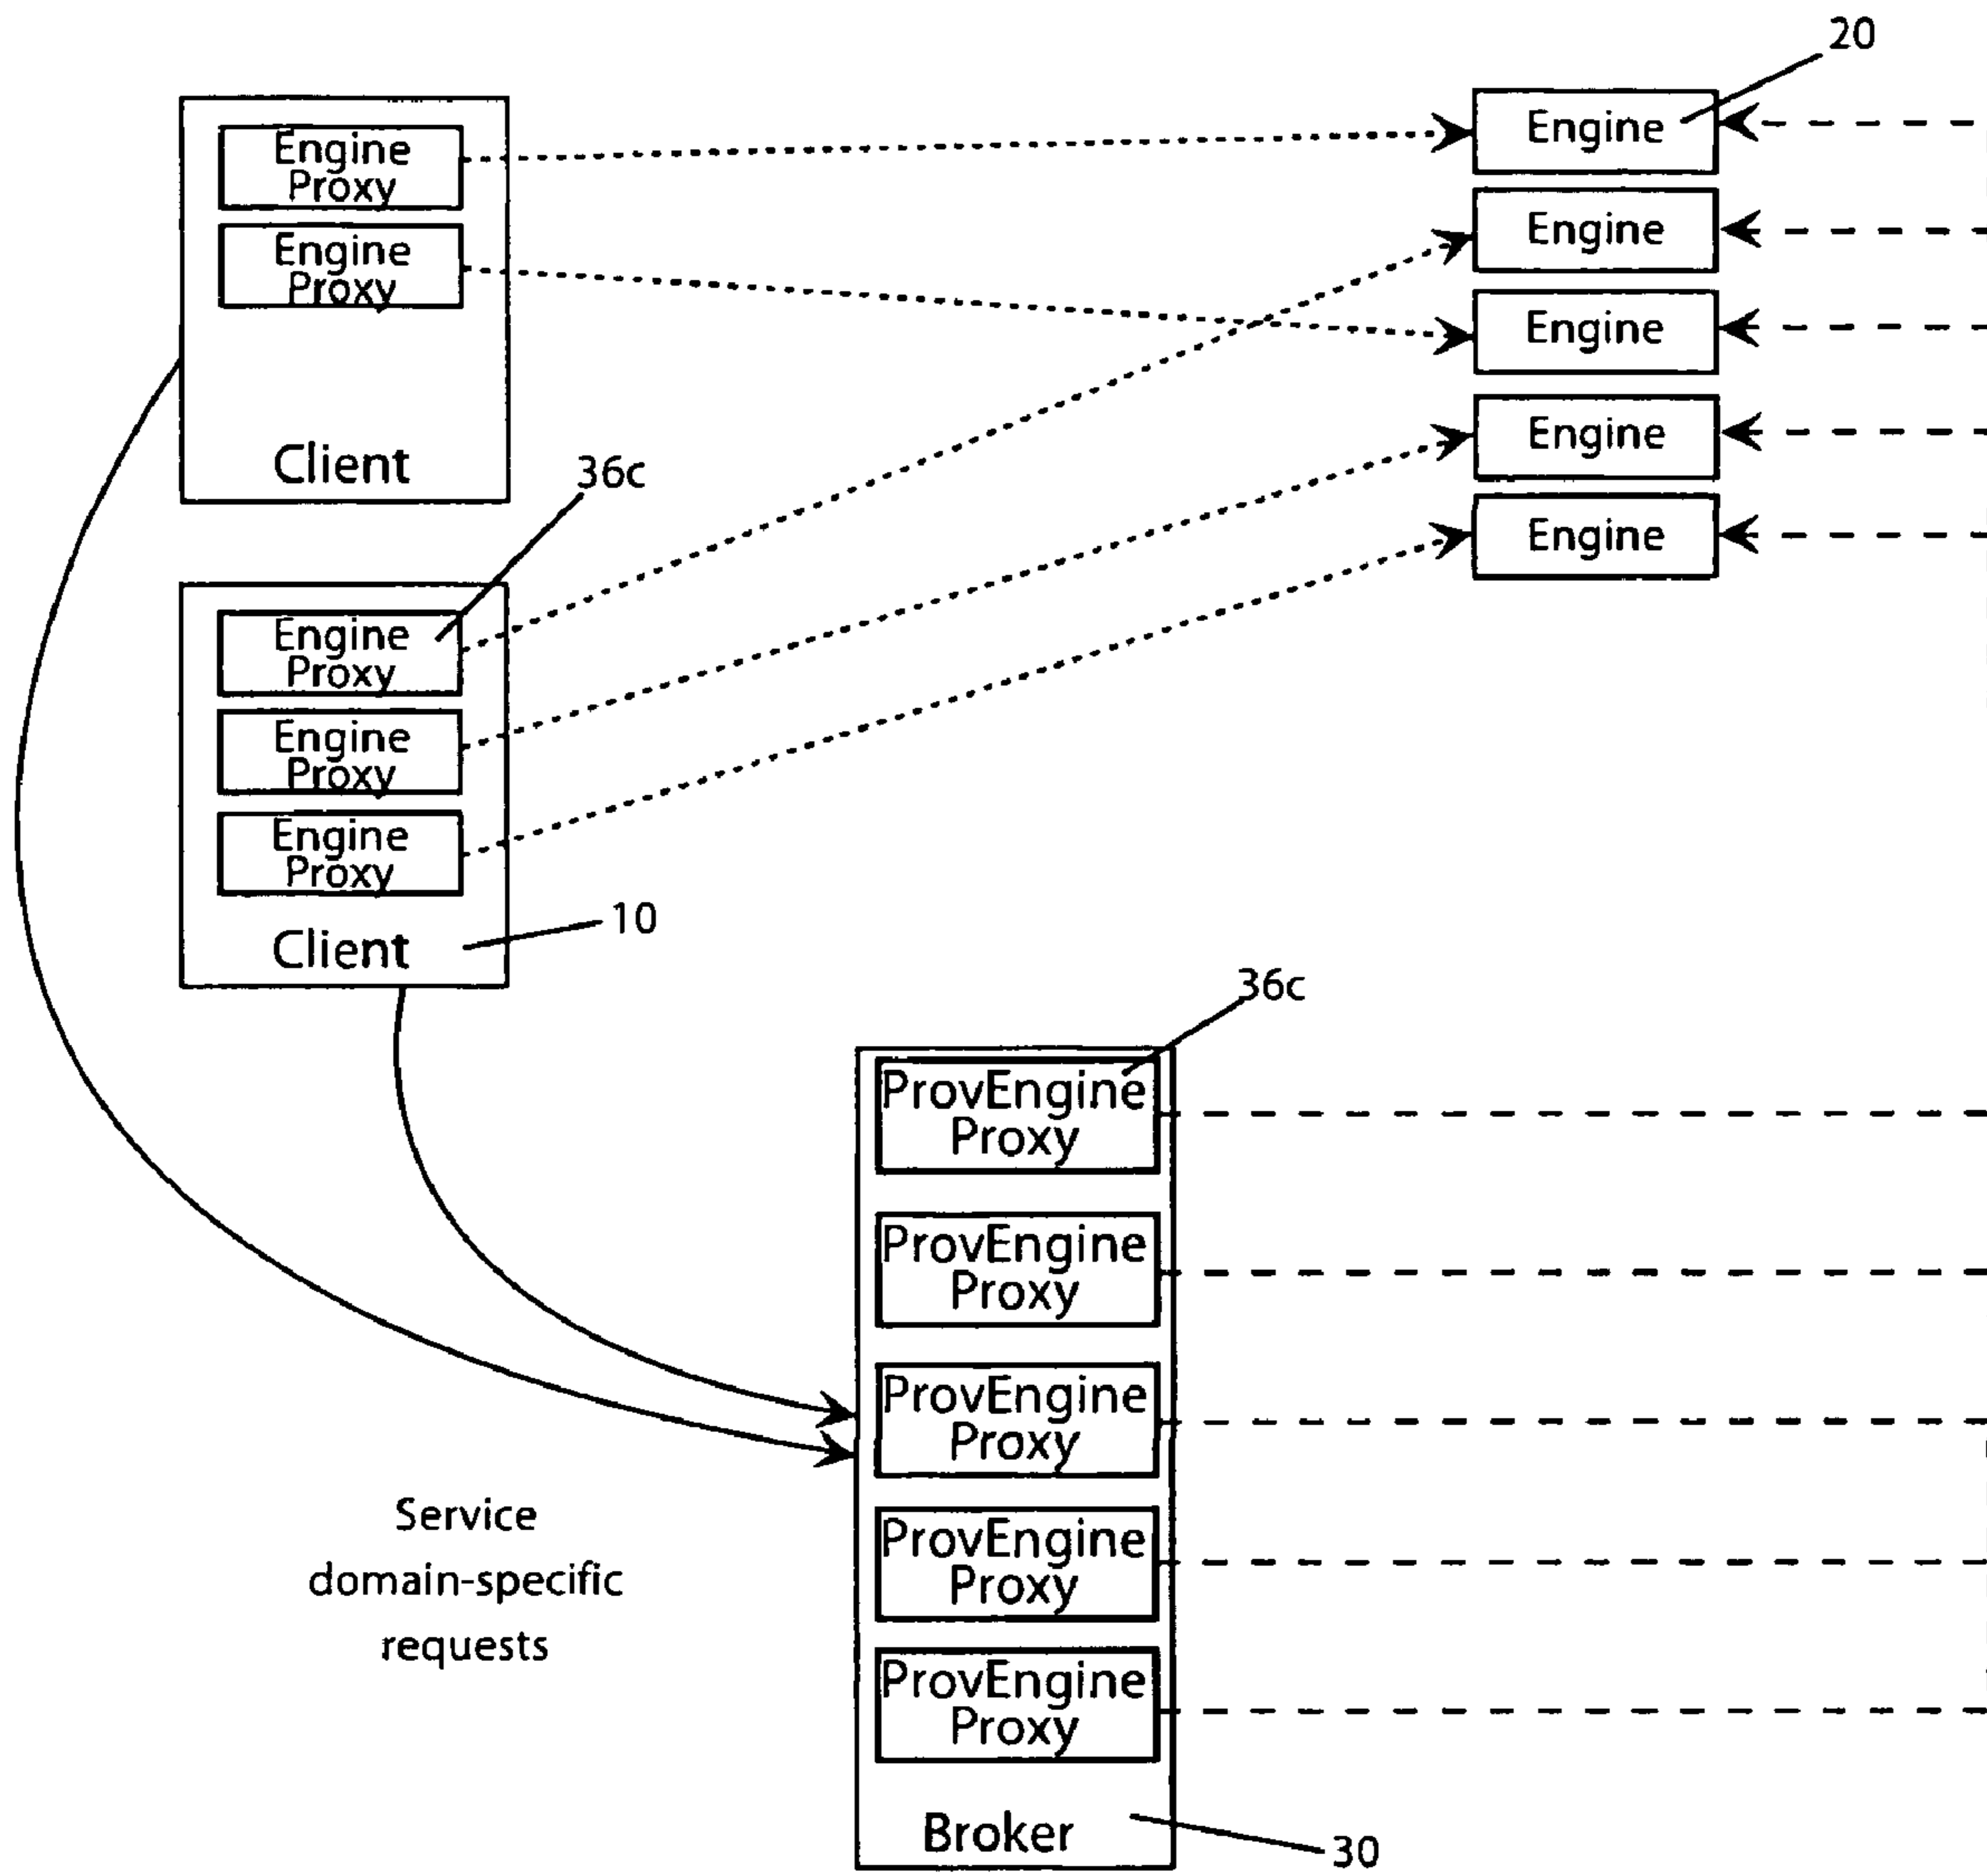 20
Engine
Proxy
Engine
Proxy
Client
Engine
Engine
Engine
Engine
Engine
36c
Engine
Proxy
Engine
Proxy
Engine
Proxy
Client
10
36c
ProvEngine
Proxy
ProvEngine
Proxy
ProvEngine
Proxy
ProvEngine
Proxy
ProvEngine
Proxy
Broker
30
Service
domain-specific
requests